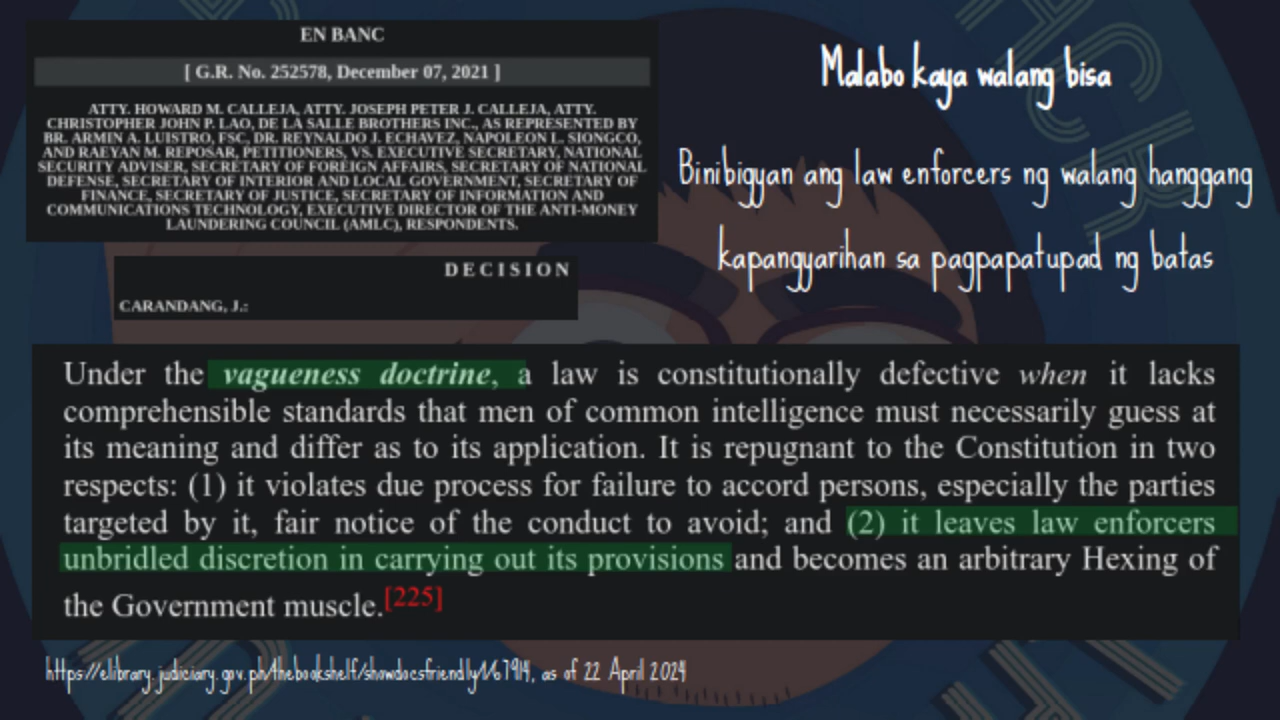 EN BANC
[ G.R. No. 252578, December 07, 2021 ]
ATTY. HOWARD M. CALLEJA, ATTY. JOSEPH PETER J. CALLEJA, ATTY.
CHRISTOPHER JOHN P. LAO, DE LA SALLE BROTHERS INC., AS REPRESENTED BY
BR. ARMIN A. LUISTRO, FSC, DR. REYNALDO J. ECHAVEZ, NAPOLEON L. SIONGCO,
AND RAEYAN M. REPOSAR, PETITIONERS, VS. EXECUTIVE SECRETARY, NATIONAL
SECURITY ADVISER, SECRETARY OF FOREIGN AFFAIRS, SECRETARY OF NATIONAL
DEFENSE, SECRETARY OF INTERIOR AND LOCAL GOVERNMENT, SECRETARY OF
FINANCE, SECRETARY OF JUSTICE, SECRETARY OF INFORMATION AND
COMMUNICATIONS TECHNOLOGY, EXECUTIVE DIRECTOR OF THE ANTI-MONEY
LAUNDERING COUNCIL (AMLC), RESPONDENTS.
DECISION
CARANDANG, J.:
Malabo kaya walang bisa
Binibigyan ang law enforcers ng walang hanggang
kapangyarihan sa pagpapatupad ng batas
Under the vagueness doctrine, a law is constitutionally defective when it lacks
comprehensible standards that men of common intelligence must necessarily guess at
its meaning and differ as to its application. It is repugnant to the Constitution in two
respects: (1) it violates due process for failure to accord persons, especially the parties
targeted by it, fair notice of the conduct to avoid; and (2) it leaves law enforcers
unbridled discretion in carrying out its provisions and becomes an arbitrary Hexing of
the Government muscle.[225]
https://elibrary.judiciary.gov.ph/thebookshelf/showdocsfriendly/1/67914, as of 22 April 2024